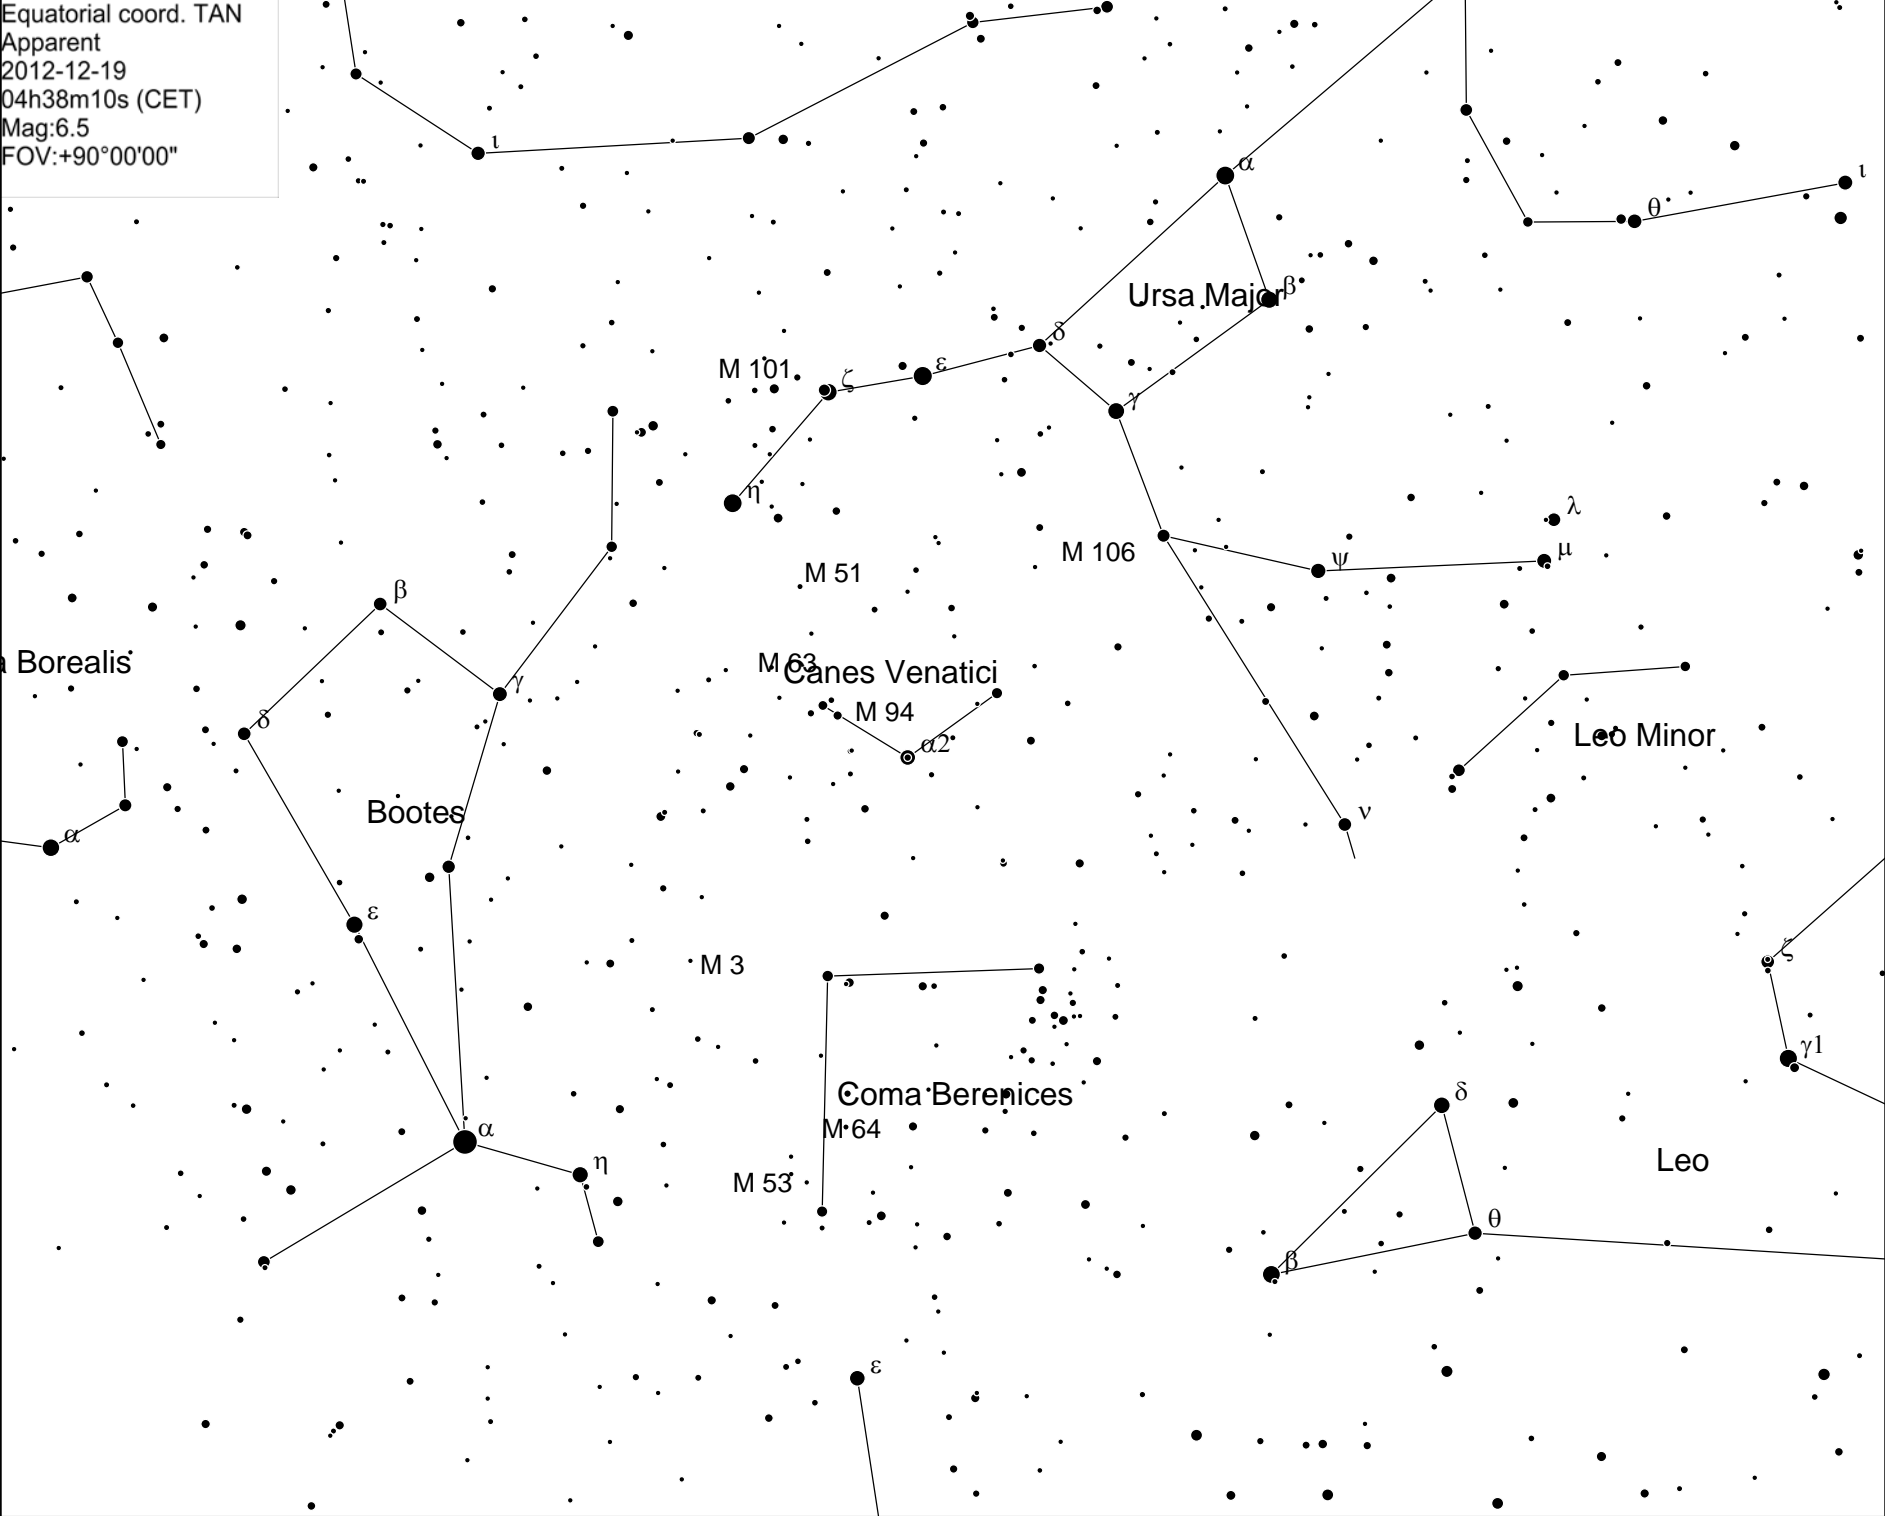 Equatorial coord. TAN
Apparent
2012-12-19
04h38m10s (CET)
Mag:6.5
FOV:+90°00'00"
ι
α
ι
θ
Ursa Major
β
δ
M 101
ζ
ε
γ
η
λ
M 106
ψ
μ
M 51
β
a Borealis
M 63
Canes Venatici
γ
M 94
δ
α2
Leo Minor
Bootes
ν
α
ε
ζ
M 3
γ1
Coma Berenices
δ
M 64
α
η
Leo
M 53
θ
β
ε